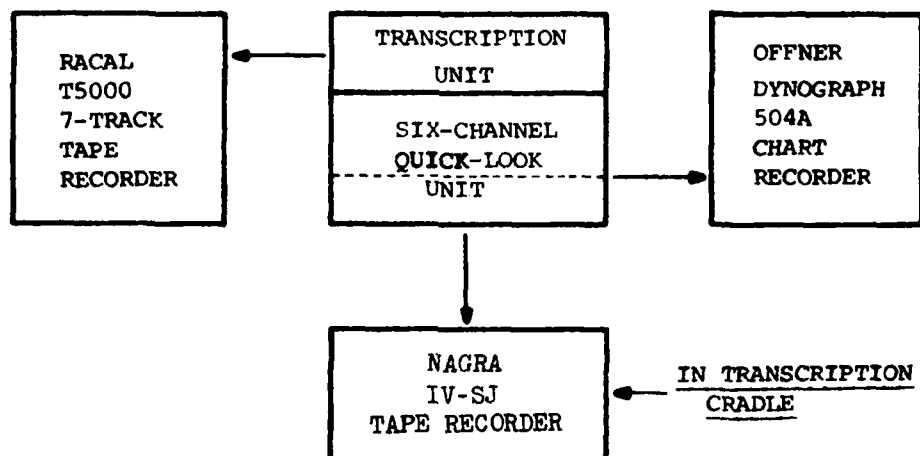 RACAL
T5000
7-TRACK
TAPE
RECORDER
TRANSCRIPTION
UNIT
SIX-CHANNEL
QUICK-LOOK
UNIT
OFFNER
DYNOGRAPH
504A
CHART
RECORDER
NAGRA
IV-SJ
TAPE RECORDER
IN TRANSCRIPTION
CRADLE